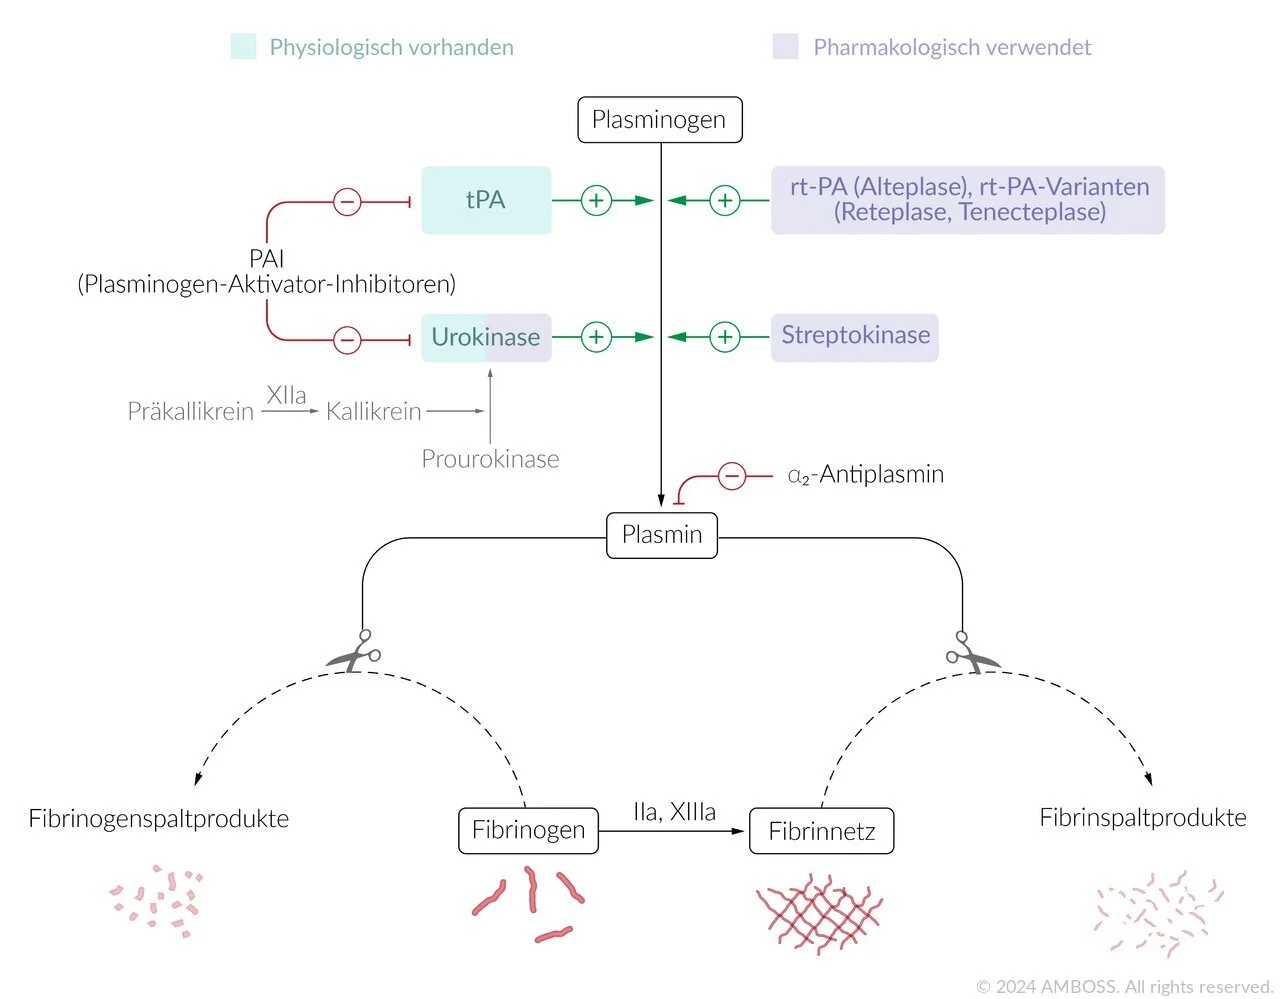 Physiologisch vorhanden
Pharmakologisch verwendet
Plasminogen
tPA
rt-PA (Alteplase), rt-PA-Varianten
(Reteplase, Tenecteplase)
PAI
(Plasminogen-Aktivator-Inhibitoren)
Urokinase
Streptokinase
XIIa
Präkallikrein
Kallikrein
Prourokinase
α₂-Antiplasmin
Plasmin
Fibrinogenspaltprodukte
Fibrinogen
IIa, XIIIa
Fibrinnetz
Fibrinspaltprodukte
© 2024 AMBOSS. All rights reserved.